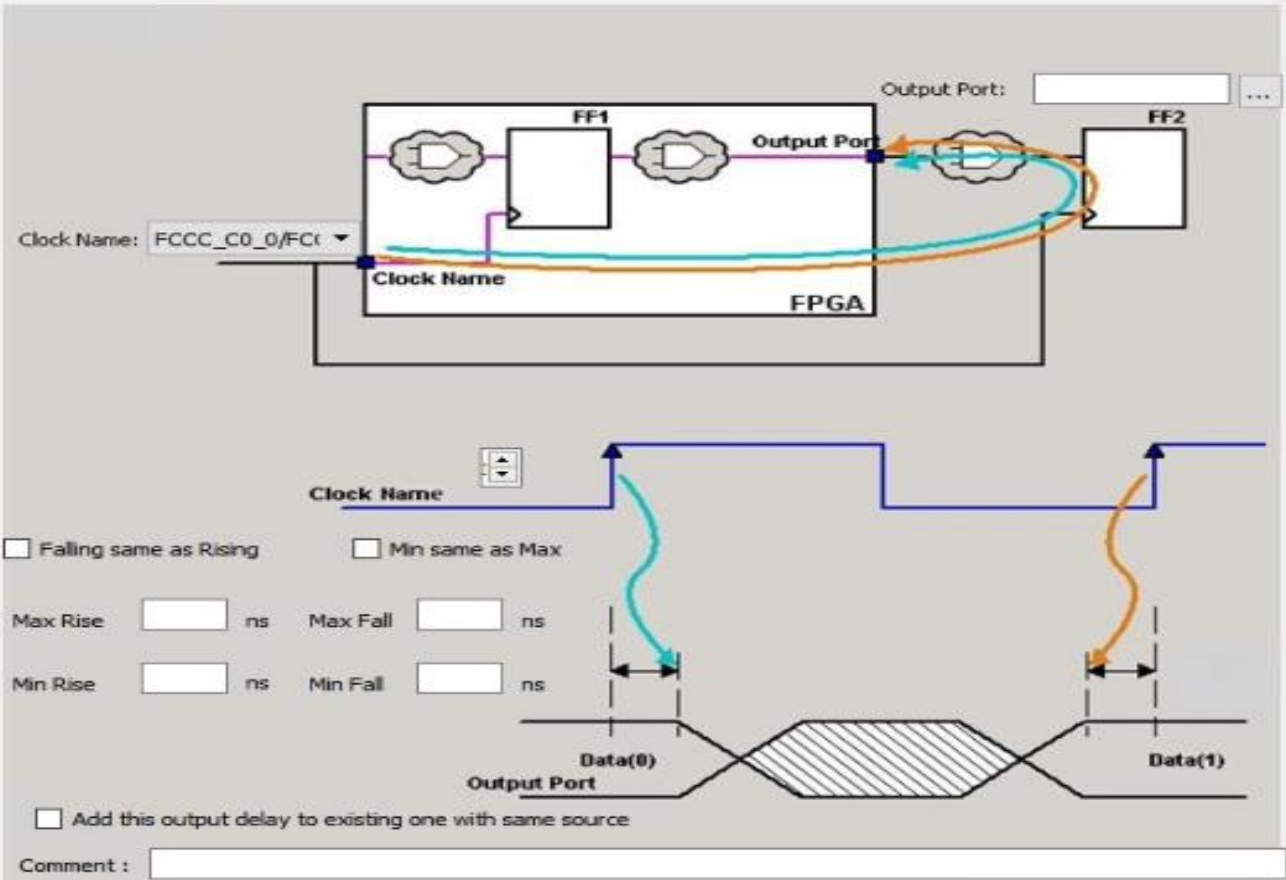 Output Port:
...
FF1
FF2
Output Port
Clock Name: FCCC_C0_0/FC
Clock Name
FPGA
Clock Name
Falling same as Rising
Min same as Max
Max Rise ns Max Fall ns
Min Rise ns Min Fall ns
Data(0)
Data(1)
Output Port
Add this output delay to existing one with same source
Comment :